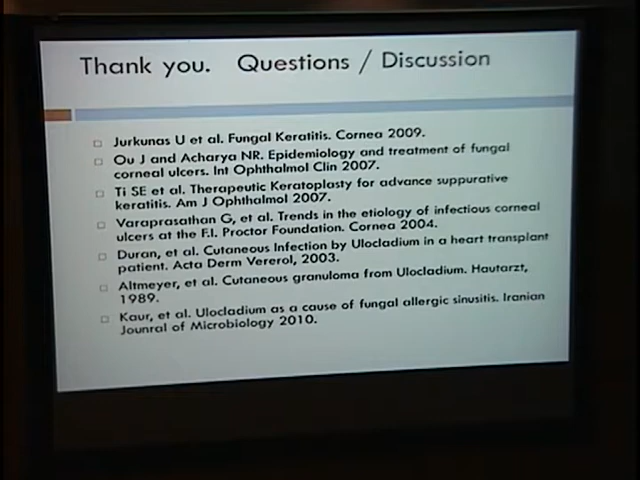 Thank you. Questions / Discussion
Jurkunas U et al. Fungal Keratitis. Cornea 2009.
Ou J and Acharya NR. Epidemiology and treatment of fungal
corneal ulcers. Int Ophthalmol Clin 2007.
Ti SE et al. Therapeutic Keratoplasty for advance suppurative
keratitis. Am J Ophthalmol 2007.
Varaprasathan G, et al. Trends in the etiology of infectious corneal
ulcers at the F.I. Proctor Foundation. Cornea 2004.
Duran, et al. Cutaneous Infection by Ulocladium in a heart transplant
patient. Acta Derm Vererol, 2003.
Altmeyer, et al. Cutaneous granuloma from Ulocladium. Hautarzt,
1989.
Kaur, et al. Ulocladium as a cause of fungal allergic sinusitis. Iranian
Jounral of Microbiology 2010.